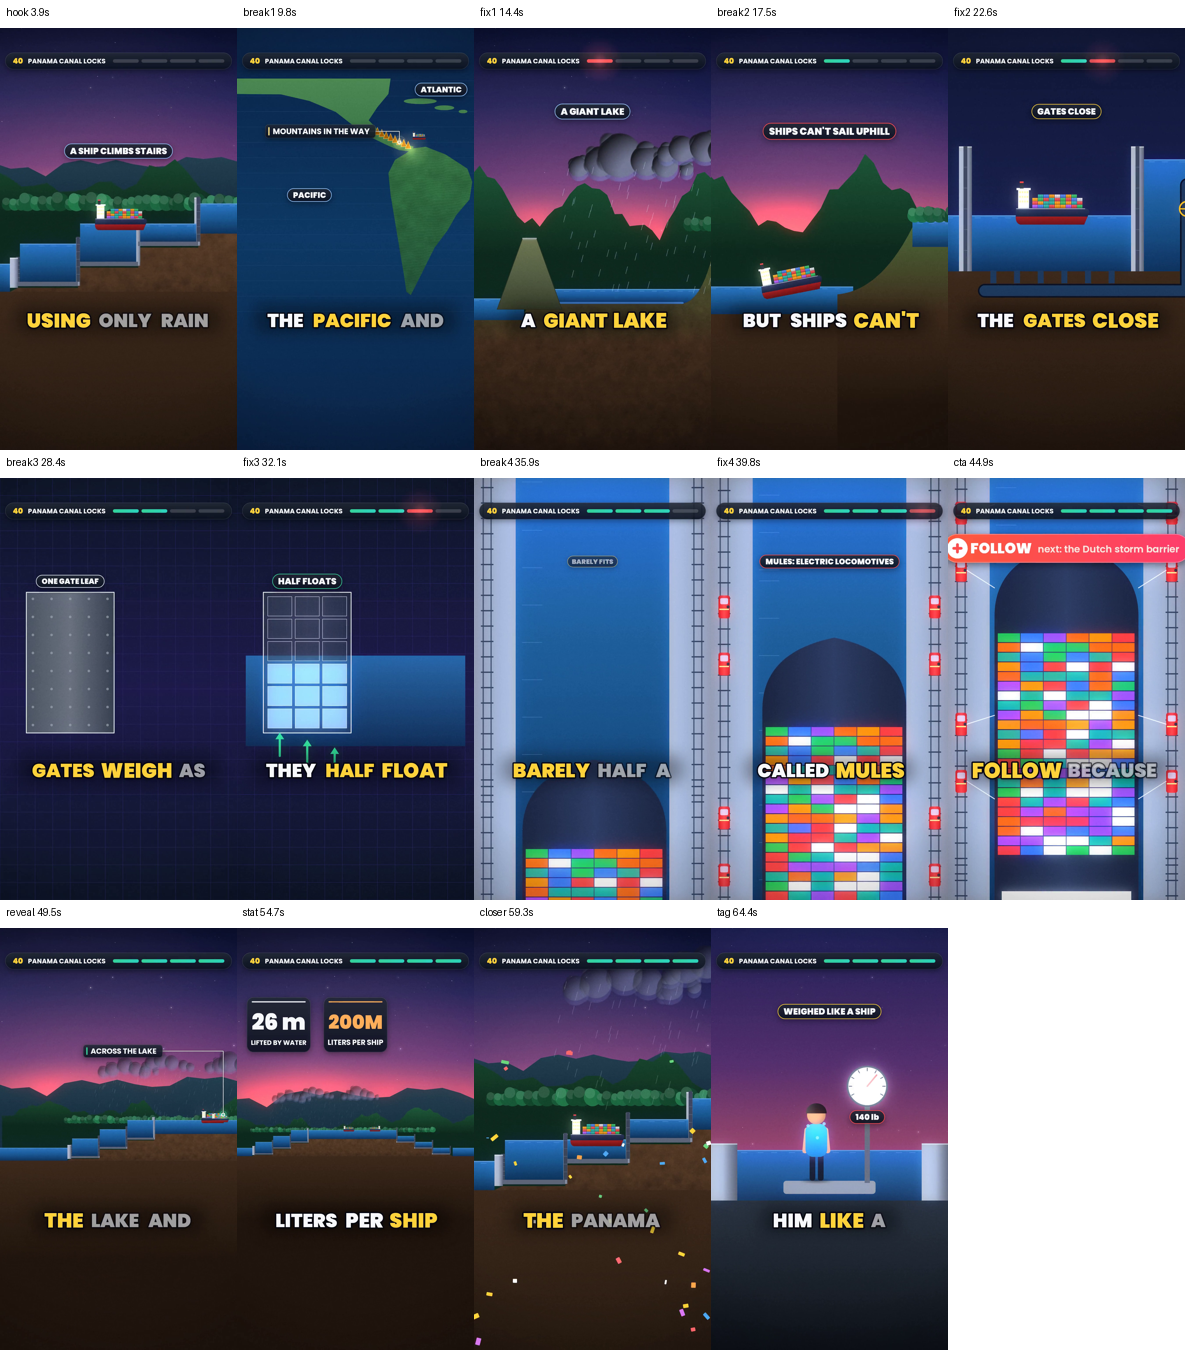 hook 3.9s
40 PANAMA CANAL LOCKS
A SHIP CLIMBS STAIRS
USING ONLY RAIN
break1 9.8s
40 PANAMA CANAL LOCKS
ATLANTIC
MOUNTAINS IN THE WAY
PACIFIC
THE PACIFIC AND
fix1 14.4s
40 PANAMA CANAL LOCKS
A GIANT LAKE
A GIANT LAKE
break2 17.5s
40 PANAMA CANAL LOCKS
SHIPS CAN'T SAIL UPHILL
BUT SHIPS CAN'T
fix2 22.6s
40 PANAMA CANAL LOCKS
GATES CLOSE
THE GATES CLOSE
break3 28.4s
40 PANAMA CANAL LOCKS
ONE GATE LEAF
GATES WEIGH AS
fix3 32.1s
40 PANAMA CANAL LOCKS
HALF FLOATS
THEY HALF FLOAT
break4 35.9s
40 PANAMA CANAL LOCKS
BARELY FITS
BARELY HALF A
fix4 39.8s
40 PANAMA CANAL LOCKS
MULES: ELECTRIC LOCOMOTIVES
CALLED MULES
cta 44.9s
40 PANAMA CANAL LOCKS
FOLLOW next: the Dutch storm barrier
FOLLOW BECAUSE
reveal 49.5s
40 PANAMA CANAL LOCKS
ACROSS THE LAKE
THE LAKE AND
stat 54.7s
40 PANAMA CANAL LOCKS
26 m
LIFTED BY WATER
200M
LITERS PER SHIP
LITERS PER SHIP
closer 59.3s
40 PANAMA CANAL LOCKS
THE PANAMA
tag 64.4s
40 PANAMA CANAL LOCKS
WEIGHED LIKE A SHIP
140 lb
HIM LIKE A